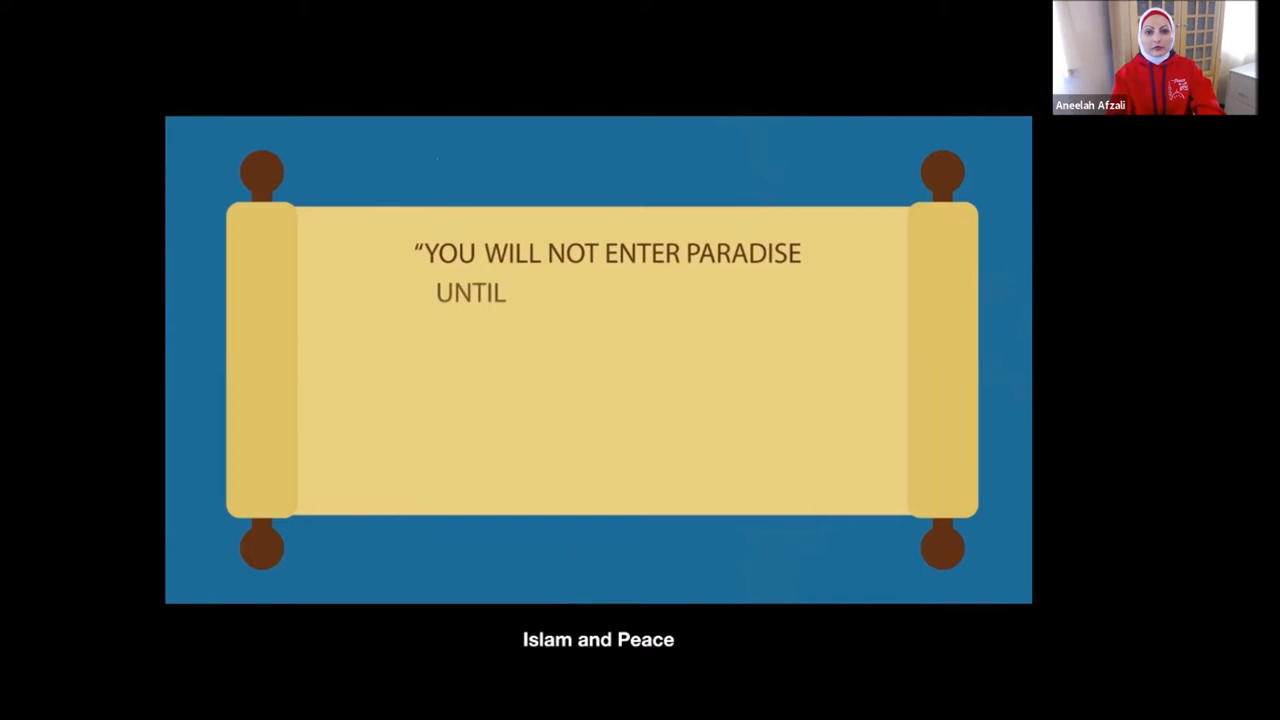 Aneelah Afzali
“YOU WILL NOT ENTER PARADISE
UNTIL
Islam and Peace